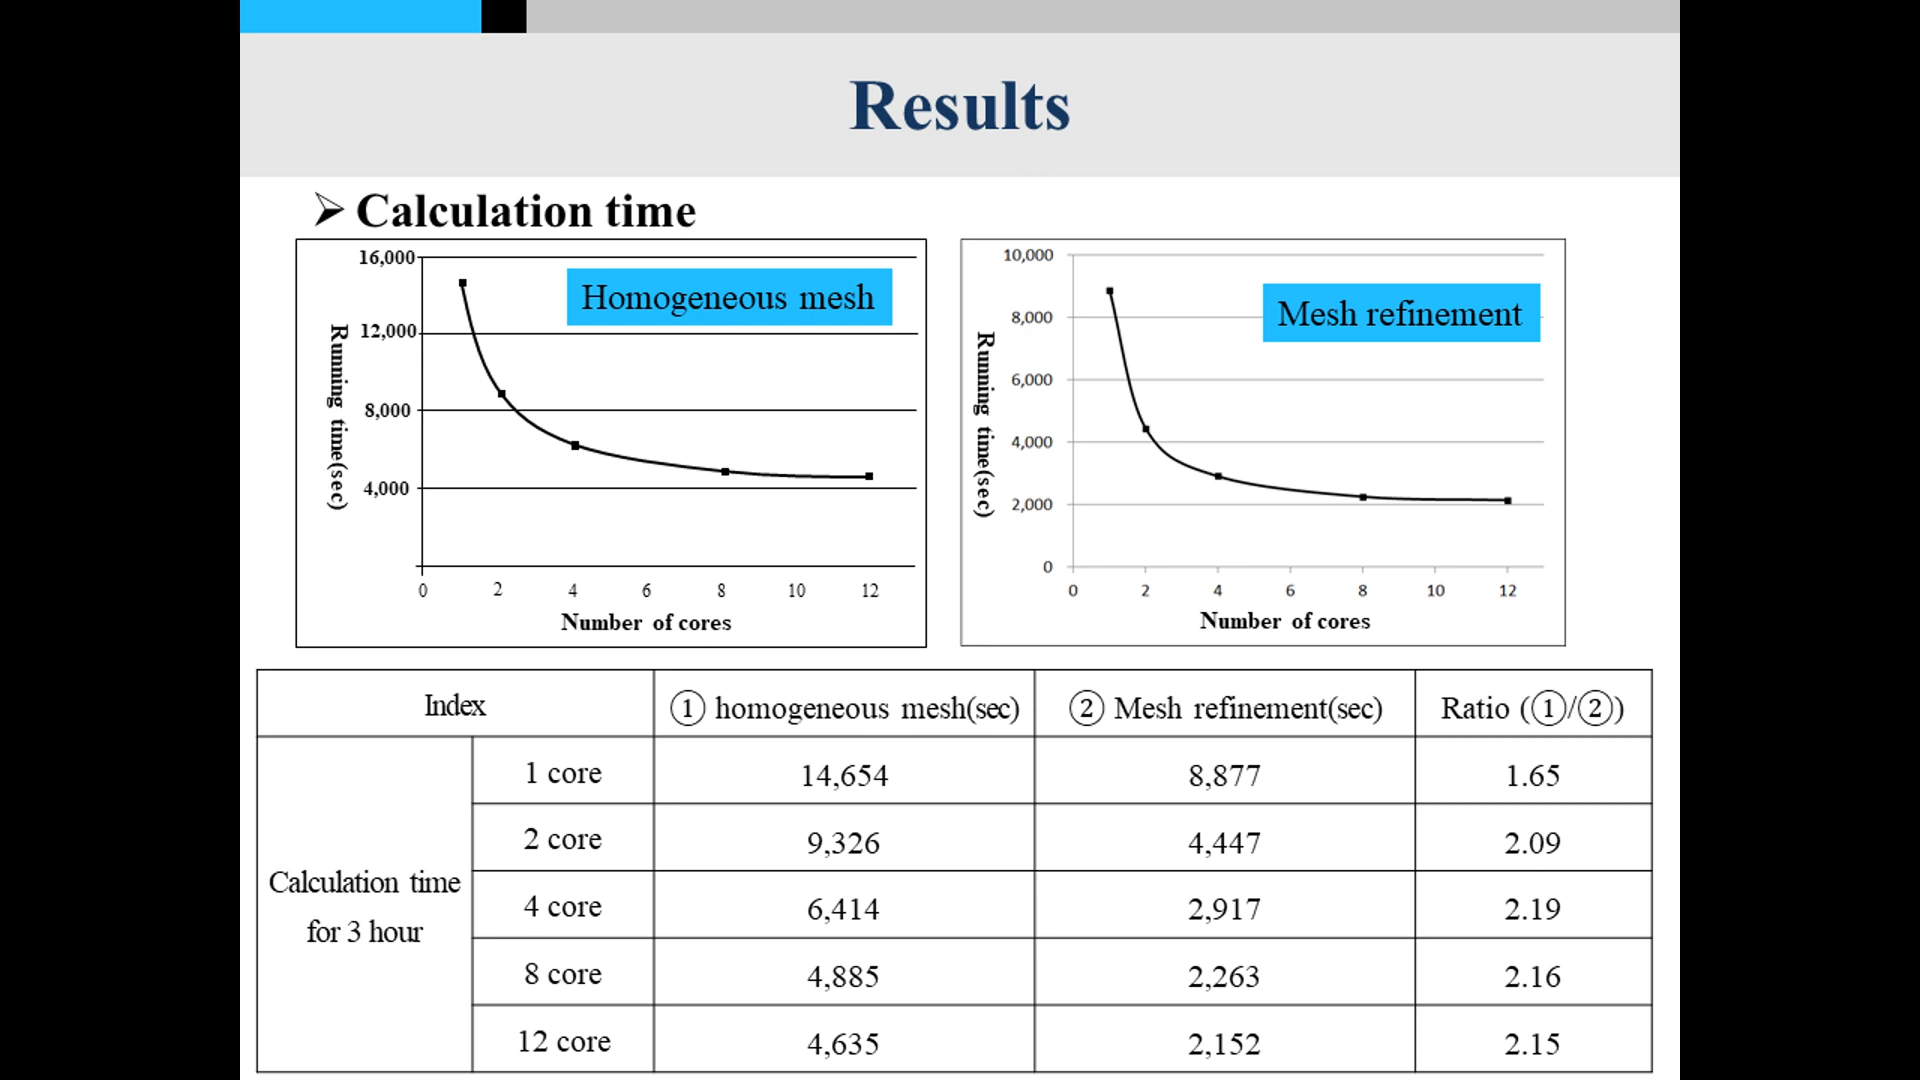 Results
➢ Calculation time
16,000
12,000
8,000
4,000
Running time(sec)
Homogeneous mesh
0 2 4 6 8 10 12
Number of cores
10,000
8,000
6,000
4,000
2,000
0
Running time(sec)
Mesh refinement
0 2 4 6 8 10 12
Number of cores
Index ① homogeneous mesh(sec) ② Mesh refinement(sec) Ratio (①/②)
Calculation time
for 3 hour
1 core 14,654 8,877 1.65
2 core 9,326 4,447 2.09
4 core 6,414 2,917 2.19
8 core 4,885 2,263 2.16
12 core 4,635 2,152 2.15